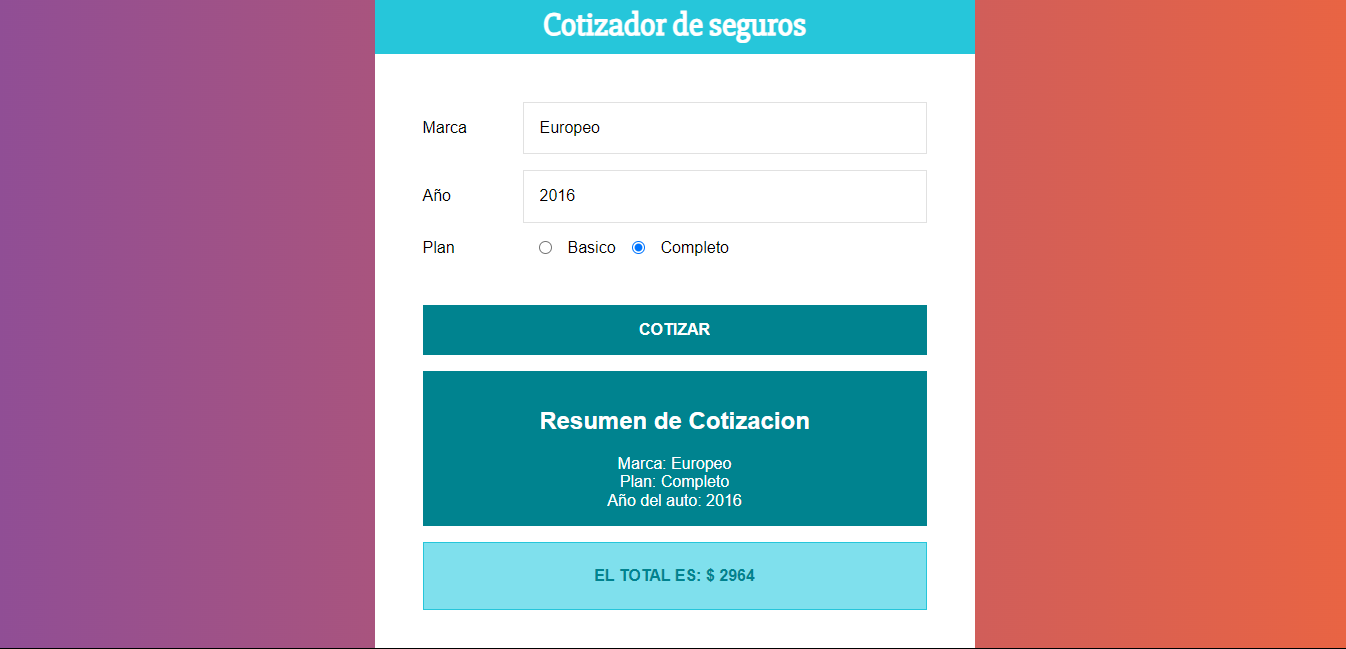 Cotizador de seguros
Marca
Europeo
Año
2016
Plan
Basico
Completo
COTIZAR
Resumen de Cotizacion
Marca: Europeo
Plan: Completo
Año del auto: 2016
EL TOTAL ES: $ 2964